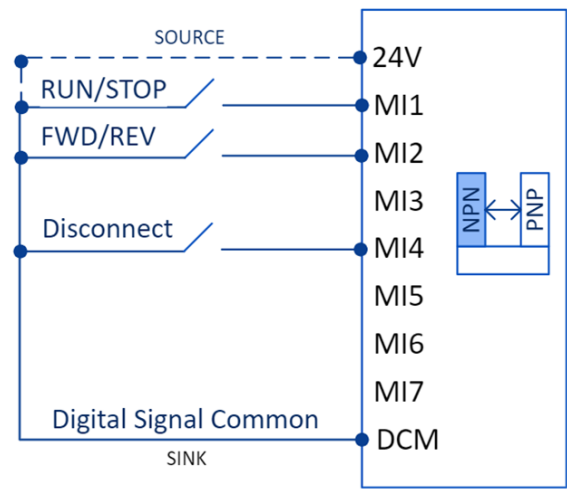 SOURCE
24V
RUN/STOP
MI1
FWD/REV
MI2
MI3
NPN
PNP
Disconnect
MI4
MI5
MI6
MI7
Digital Signal Common
DCM
SINK